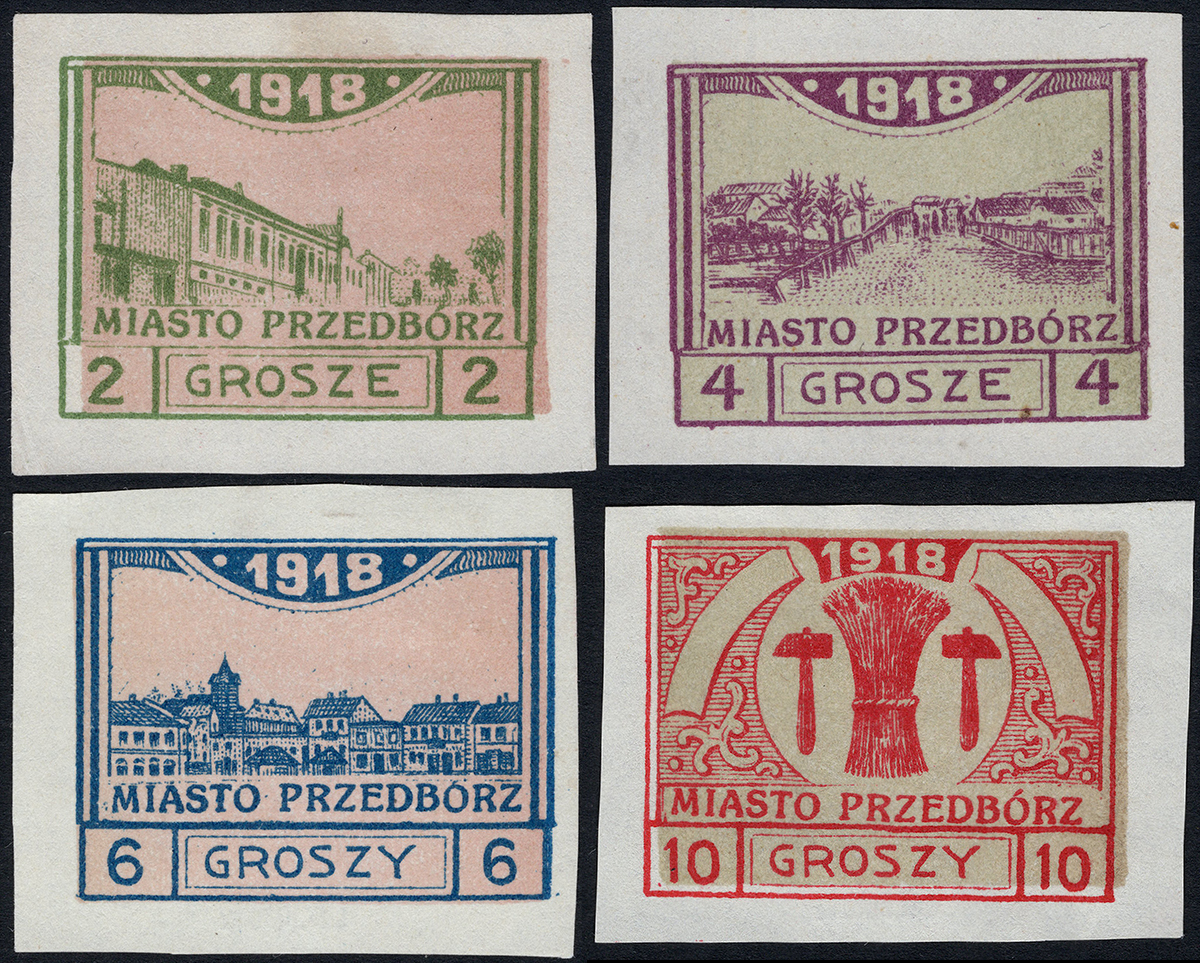 1918
MIASTO PRZEDBÓRZ
2 GROSZE 2
1918
MIASTO PRZEDBÓRZ
4 GROSZE 4
1918
MIASTO PRZEDBÓRZ
6 GROSZY 6
1918
MIASTO PRZEDBÓRZ
10 GROSZY 10